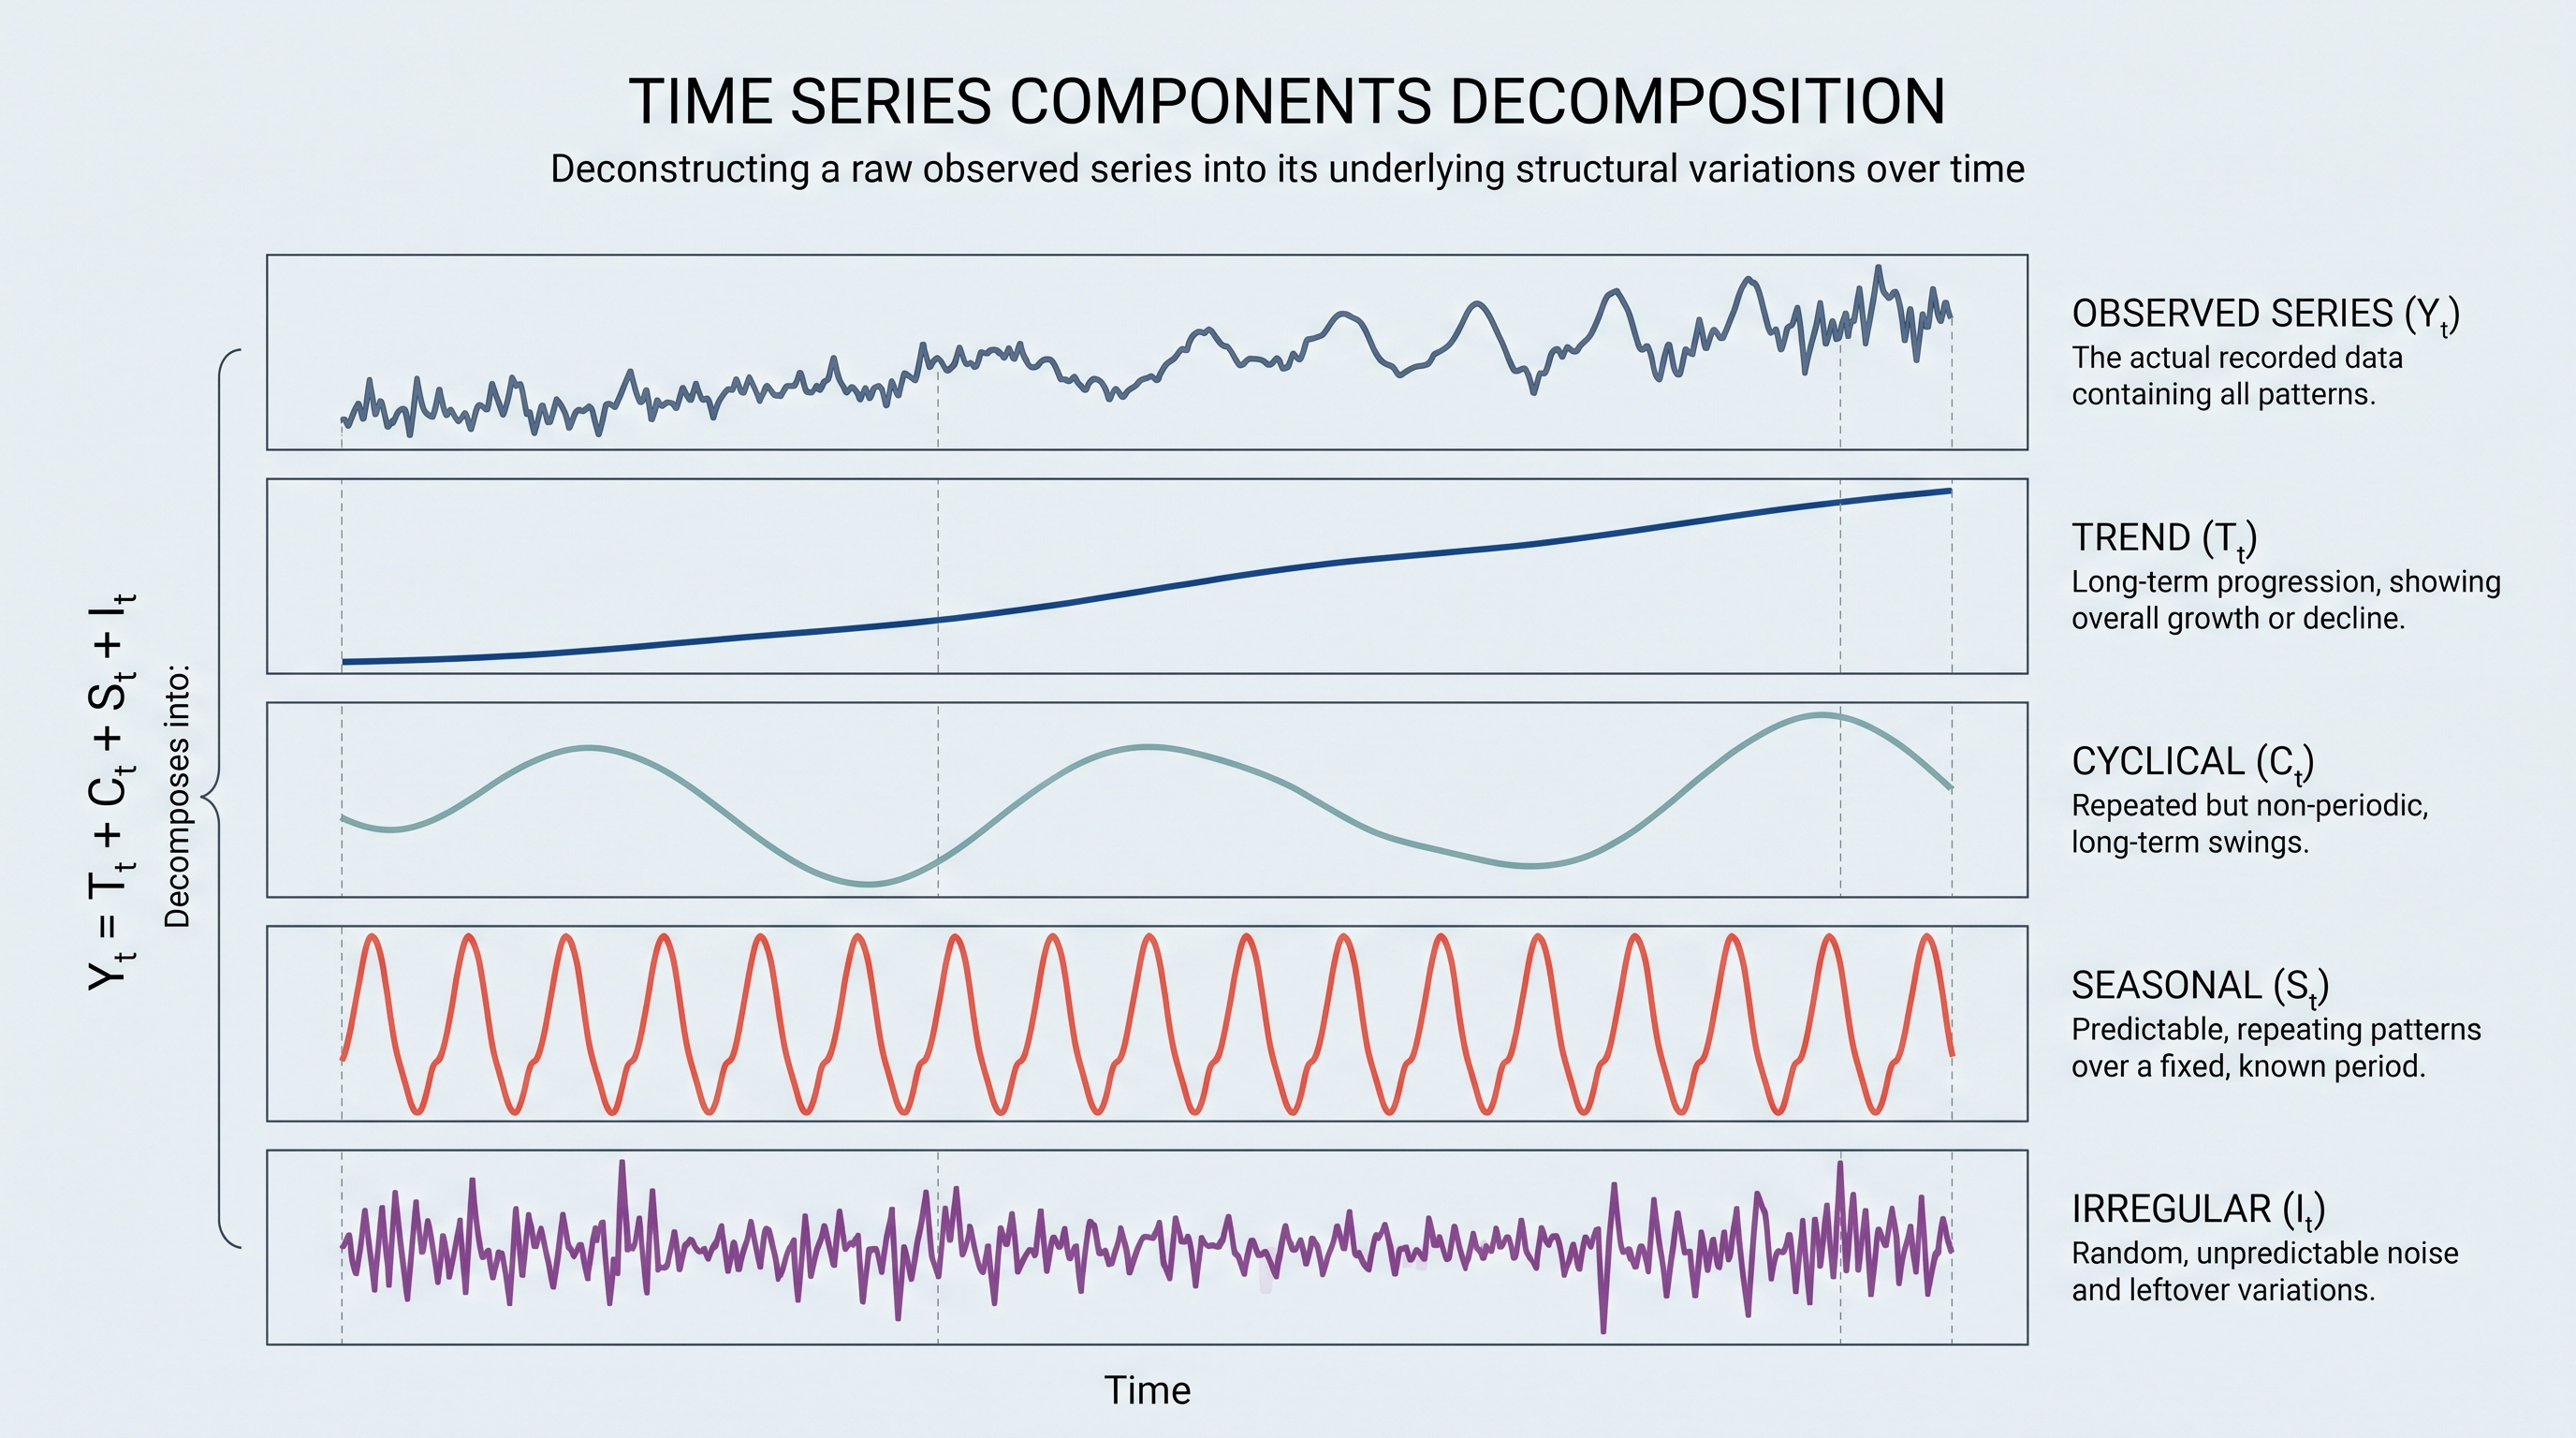 TIME SERIES COMPONENTS DECOMPOSITION
Deconstructing a raw observed series into its underlying structural variations over time
Yₜ = Tₜ + Cₜ + Sₜ + Iₜ
Decomposes into:
OBSERVED SERIES (Yₜ)
The actual recorded data
containing all patterns.
TREND (Tₜ)
Long-term progression, showing
overall growth or decline.
CYCLICAL (Cₜ)
Repeated but non-periodic,
long-term swings.
SEASONAL (Sₜ)
Predictable, repeating patterns
over a fixed, known period.
IRREGULAR (Iₜ)
Random, unpredictable noise
and leftover variations.
Time